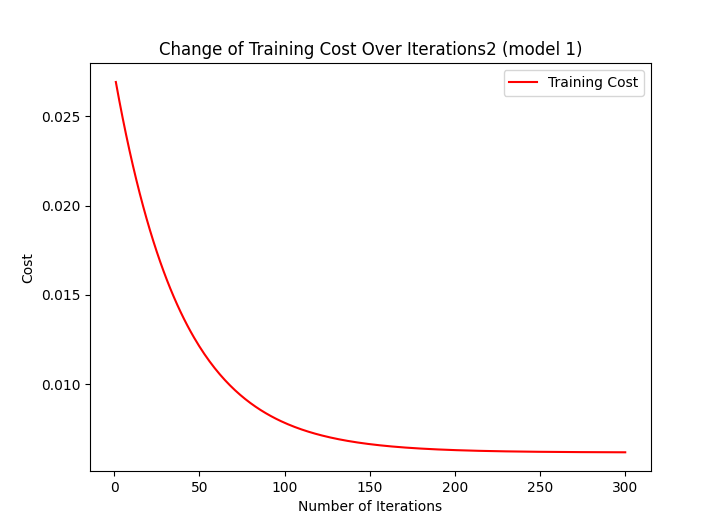 Change of Training Cost Over Iterations2 (model 1)
Training Cost
0.025
0.020
0.015
0.010
Cost
0 50 100 150 200 250 300
Number of Iterations